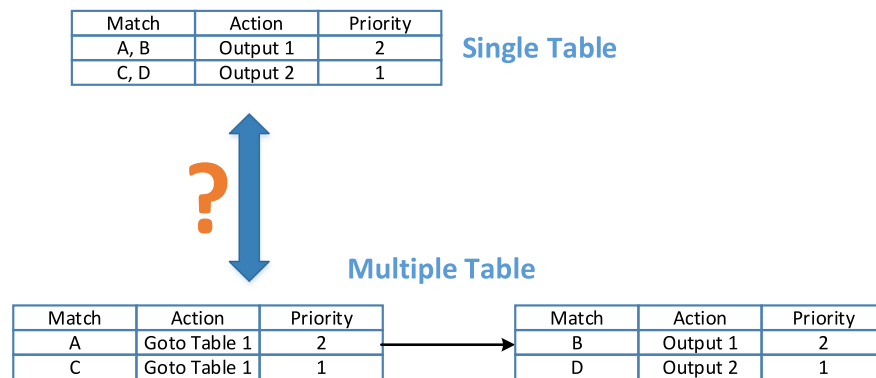 Match Action Priority
A, B Output 1 2
C, D Output 2 1
Single Table
?
Multiple Table
Match Action Priority
A Goto Table 1 2
C Goto Table 1 1
Match Action Priority
B Output 1 2
D Output 2 1